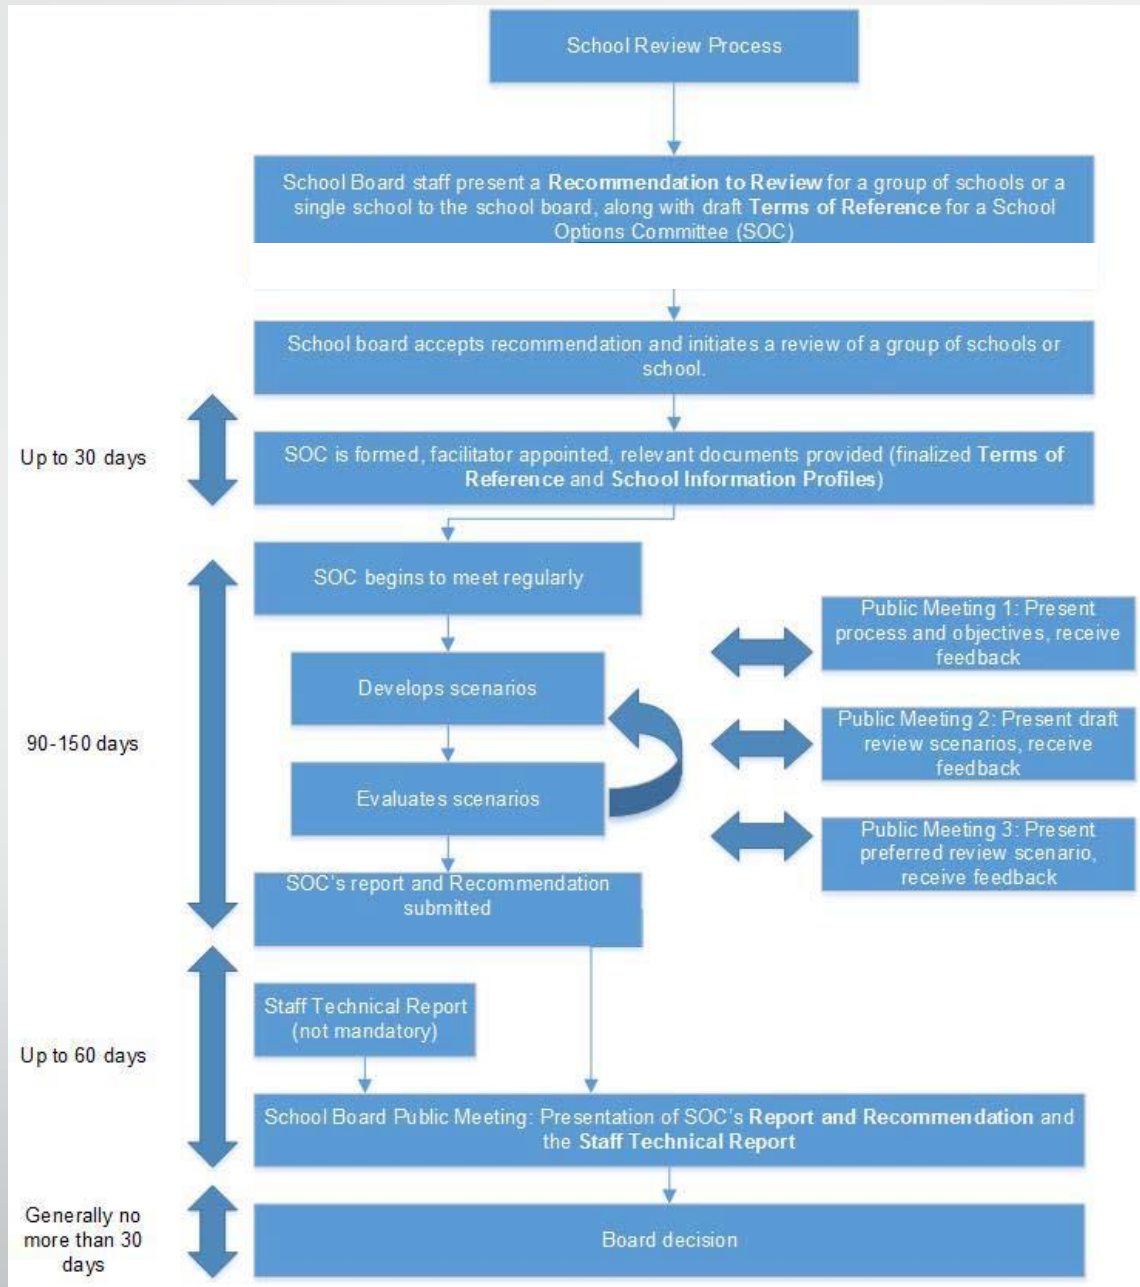 School Review Process
School Board staff present a Recommendation to Review for a group of schools or a
single school to the school board, along with draft Terms of Reference for a School
Options Committee (SOC)
School board accepts recommendation and initiates a review of a group of schools or
school.
Up to 30 days
SOC is formed, facilitator appointed, relevant documents provided (finalized Terms of
Reference and School Information Profiles)
SOC begins to meet regularly
Public Meeting 1: Present
process and objectives, receive
feedback
Develops scenarios
90-150 days
Public Meeting 2: Present draft
review scenarios, receive
feedback
Evaluates scenarios
Public Meeting 3: Present
preferred review scenario,
receive feedback
SOC's report and Recommendation
submitted
Staff Technical Report
(not mandatory)
Up to 60 days
School Board Public Meeting: Presentation of SOC's Report and Recommendation and
the Staff Technical Report
Generally no
more than 30
days
Board decision